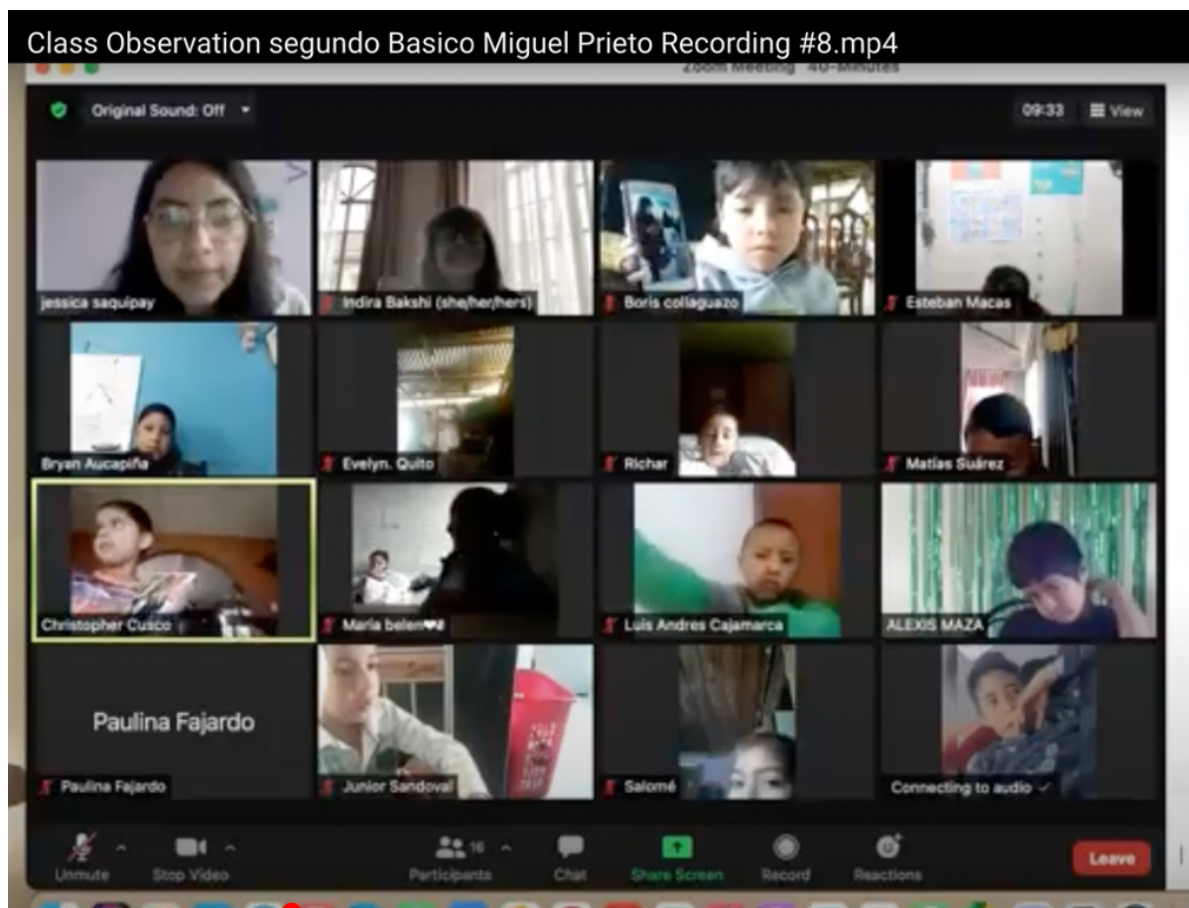 Class Observation segundo Basico Miguel Prieto Recording #8.mp4
Zoom Meeting 40-Minutes
Original Sound: Off
09:33
View
jessica saquipay
Indira Bakshi (she/her/hers)
Boris collaguazo
Esteban Macas
Bryan Aucapiña
Evelyn. Quito
Richar
Matías Suárez
Christopher Cusco
Maria belen
Luis Andres Cajamarca
ALEXIS MAZA
Paulina Fajardo
Paulina Fajardo
Junior Sandoval
Salomé
Connecting to audio
Unmute
Stop Video
16
Participants
Chat
Share Screen
Record
Reactions
Leave